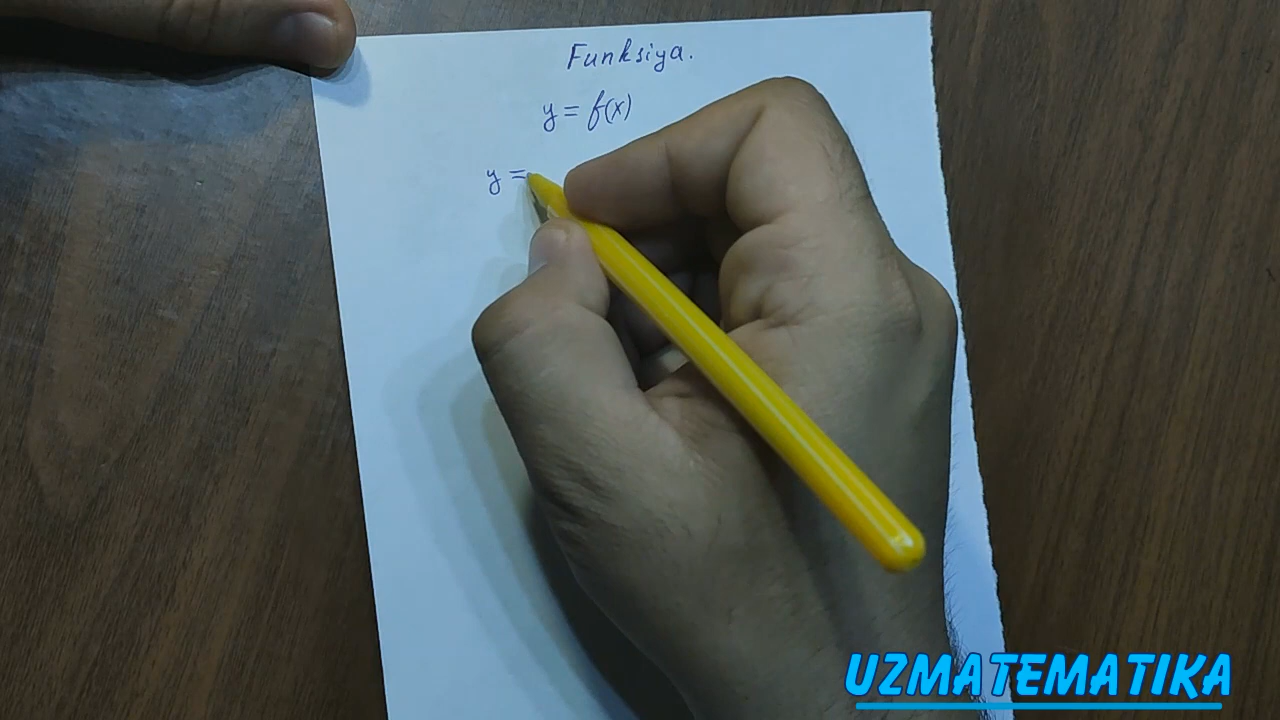 Funksiya.
y = f(x)
y =
UZMATEMATIKA